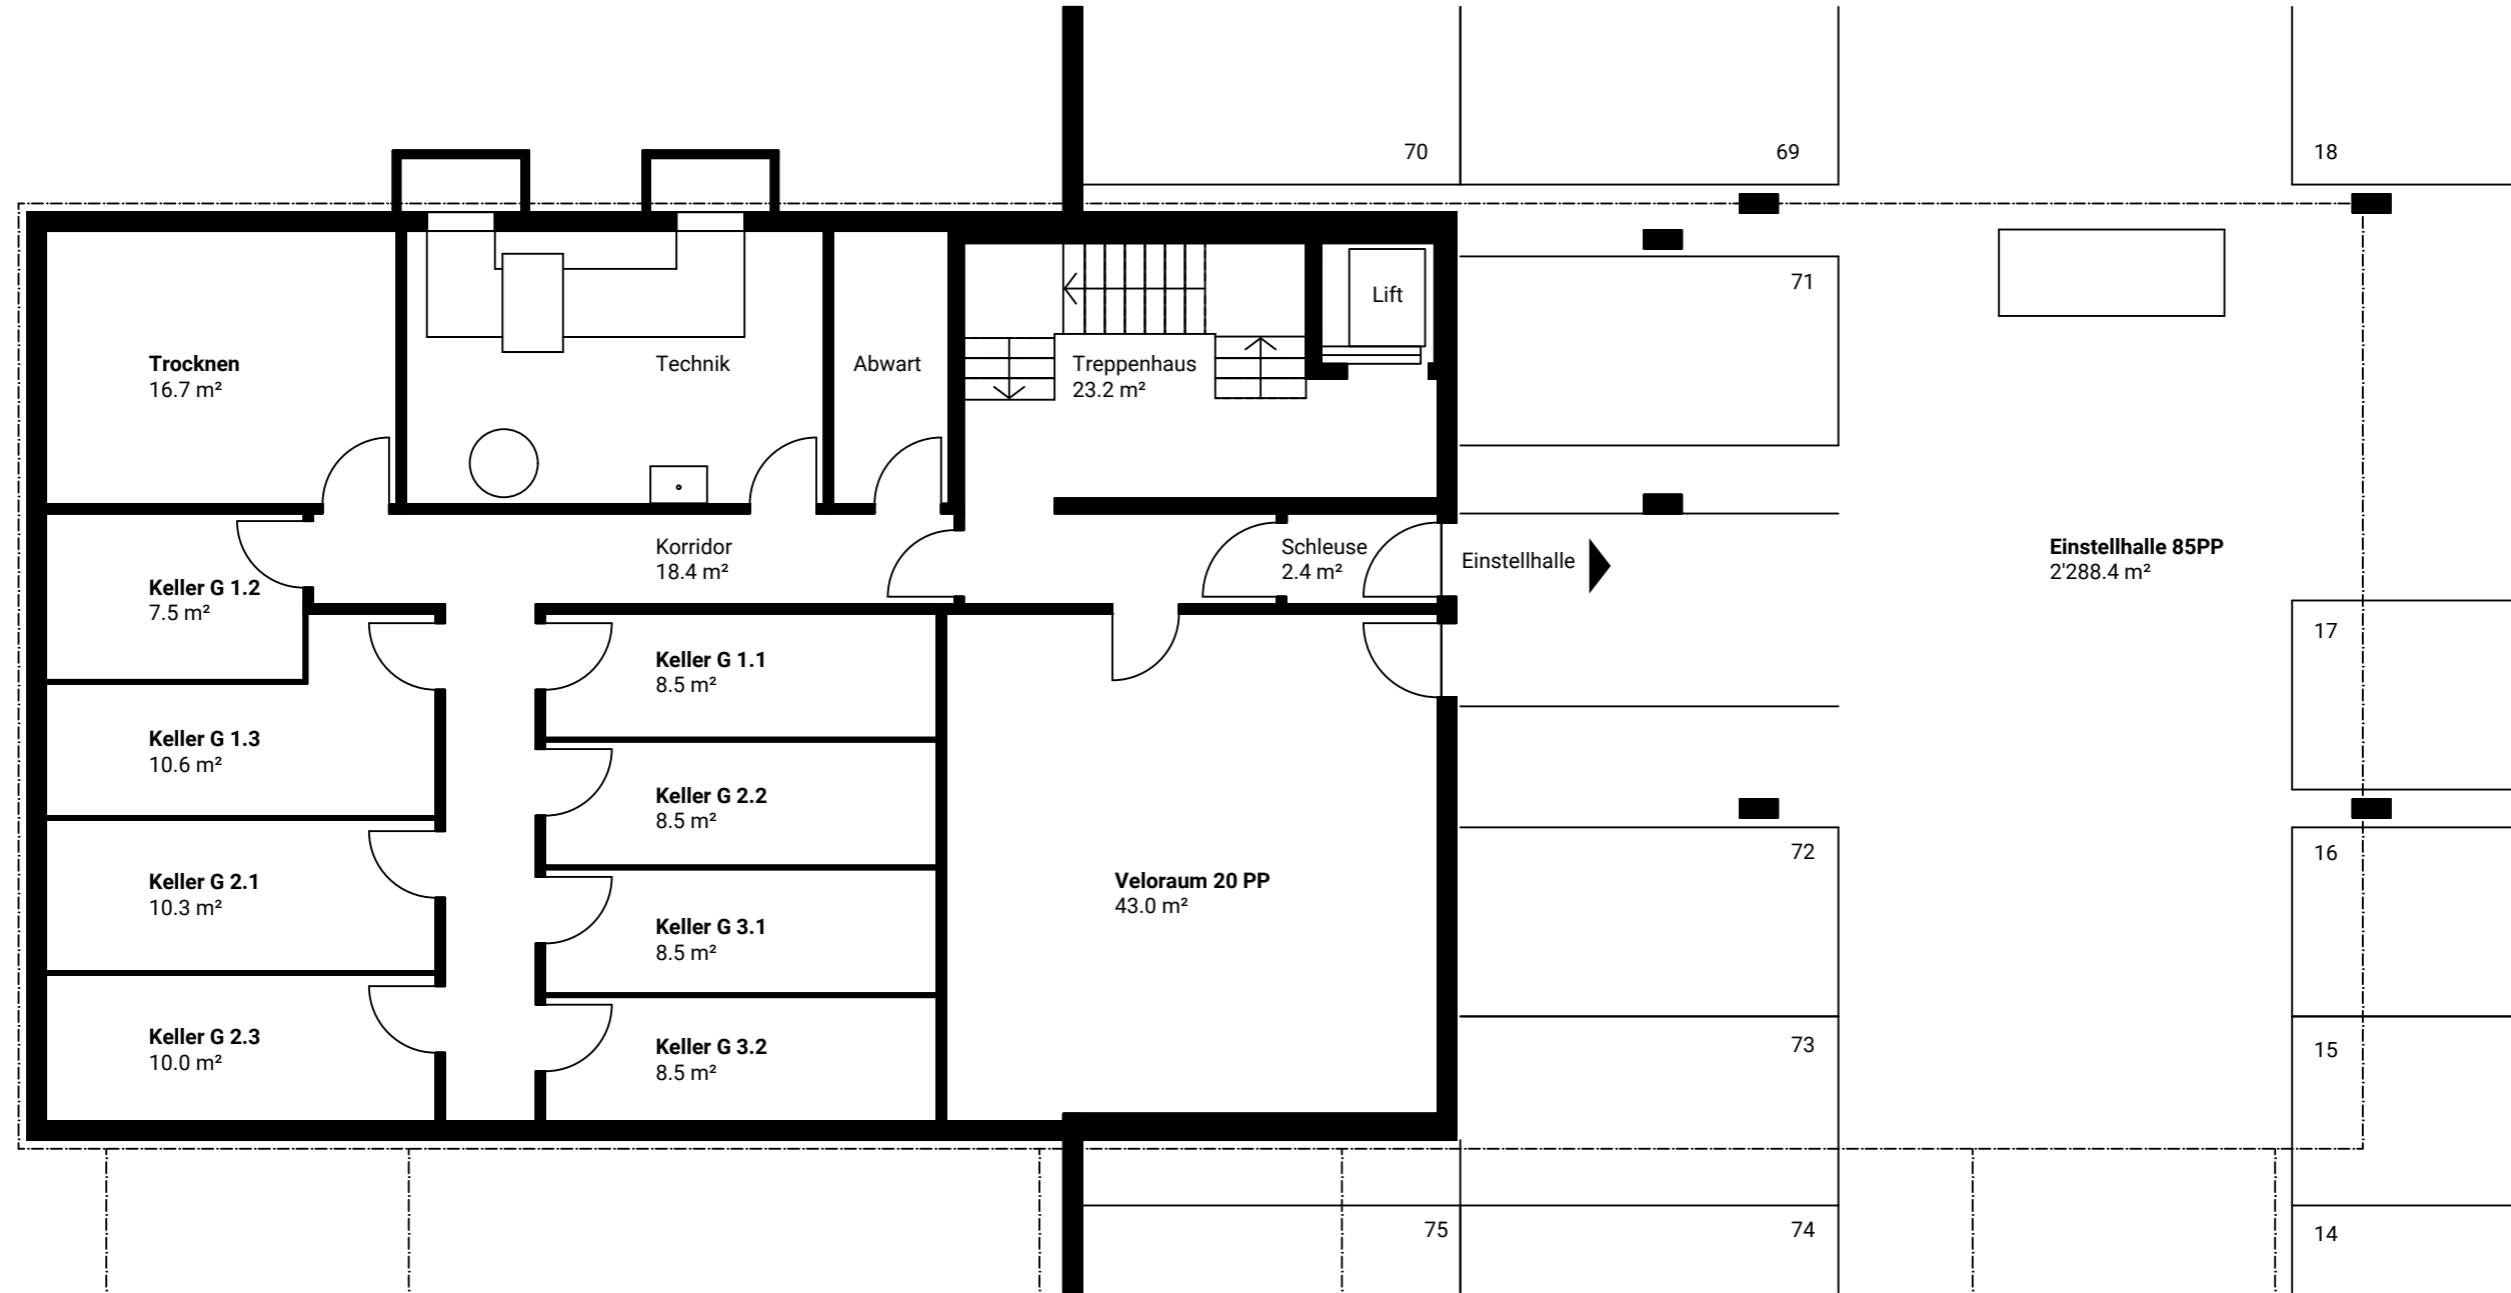 70
69
18
71
Lift
Trocknen
16.7 m²
Technik
Abwart
Treppenhaus
23.2 m²
Korridor
18.4 m²
Schleuse
2.4 m²
Einstellhalle
Einstellhalle 85PP
2'288.4 m²
Keller G 1.2
7.5 m²
17
Keller G 1.1
8.5 m²
Keller G 1.3
10.6 m²
Keller G 2.2
8.5 m²
72
16
Keller G 2.1
10.3 m²
Veloraum 20 PP
43.0 m²
Keller G 3.1
8.5 m²
Keller G 2.3
10.0 m²
Keller G 3.2
8.5 m²
73
15
75
74
14